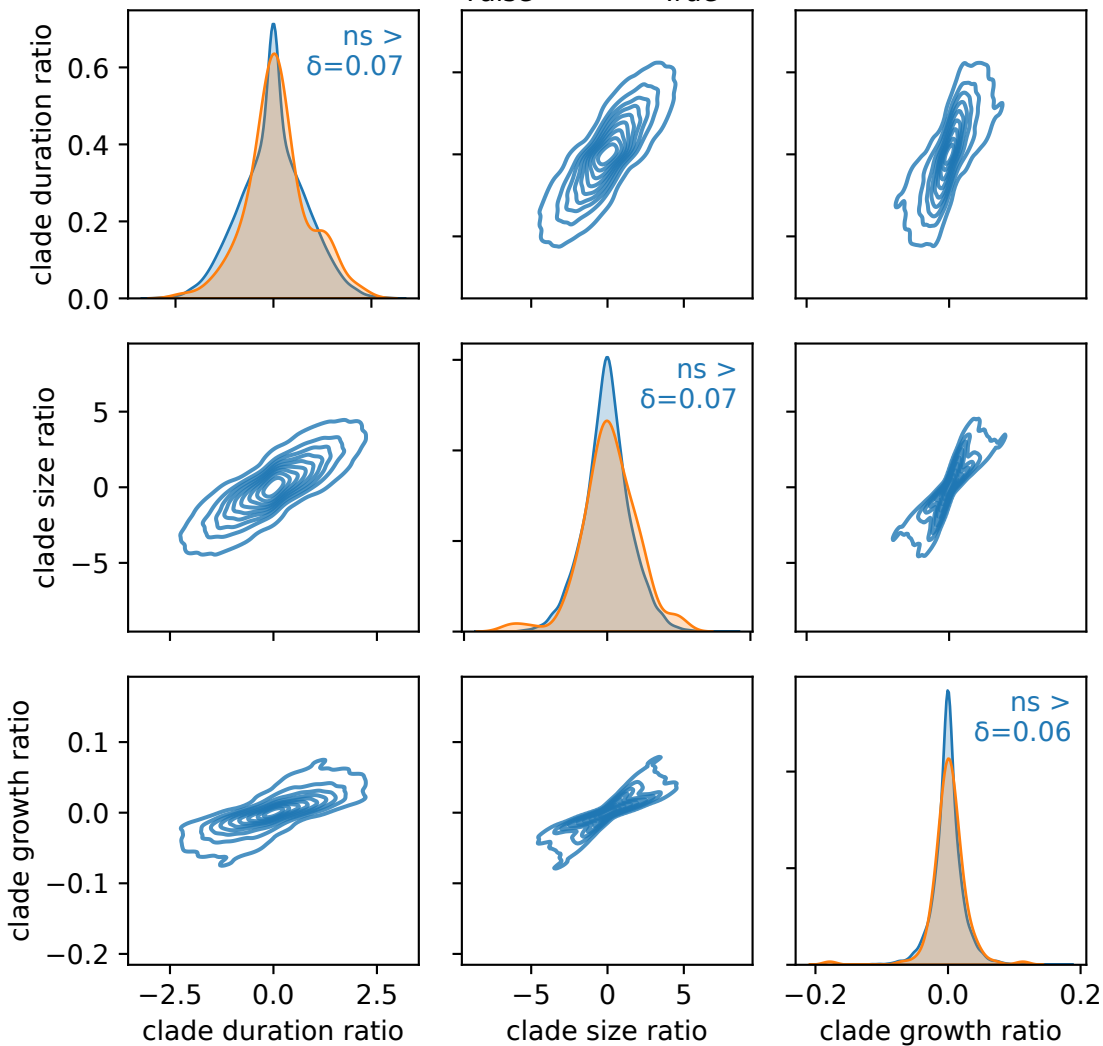 clade duration ratio
0.6
0.4
0.2
0.0
ns >
δ=0.07
clade size ratio
5
0
−5
ns >
δ=0.07
clade growth ratio
0.1
0.0
−0.1
−0.2
ns >
δ=0.06
−2.5 0.0 2.5
−5 0 5
−0.2 0.0 0.2
clade duration ratio
clade size ratio
clade growth ratio